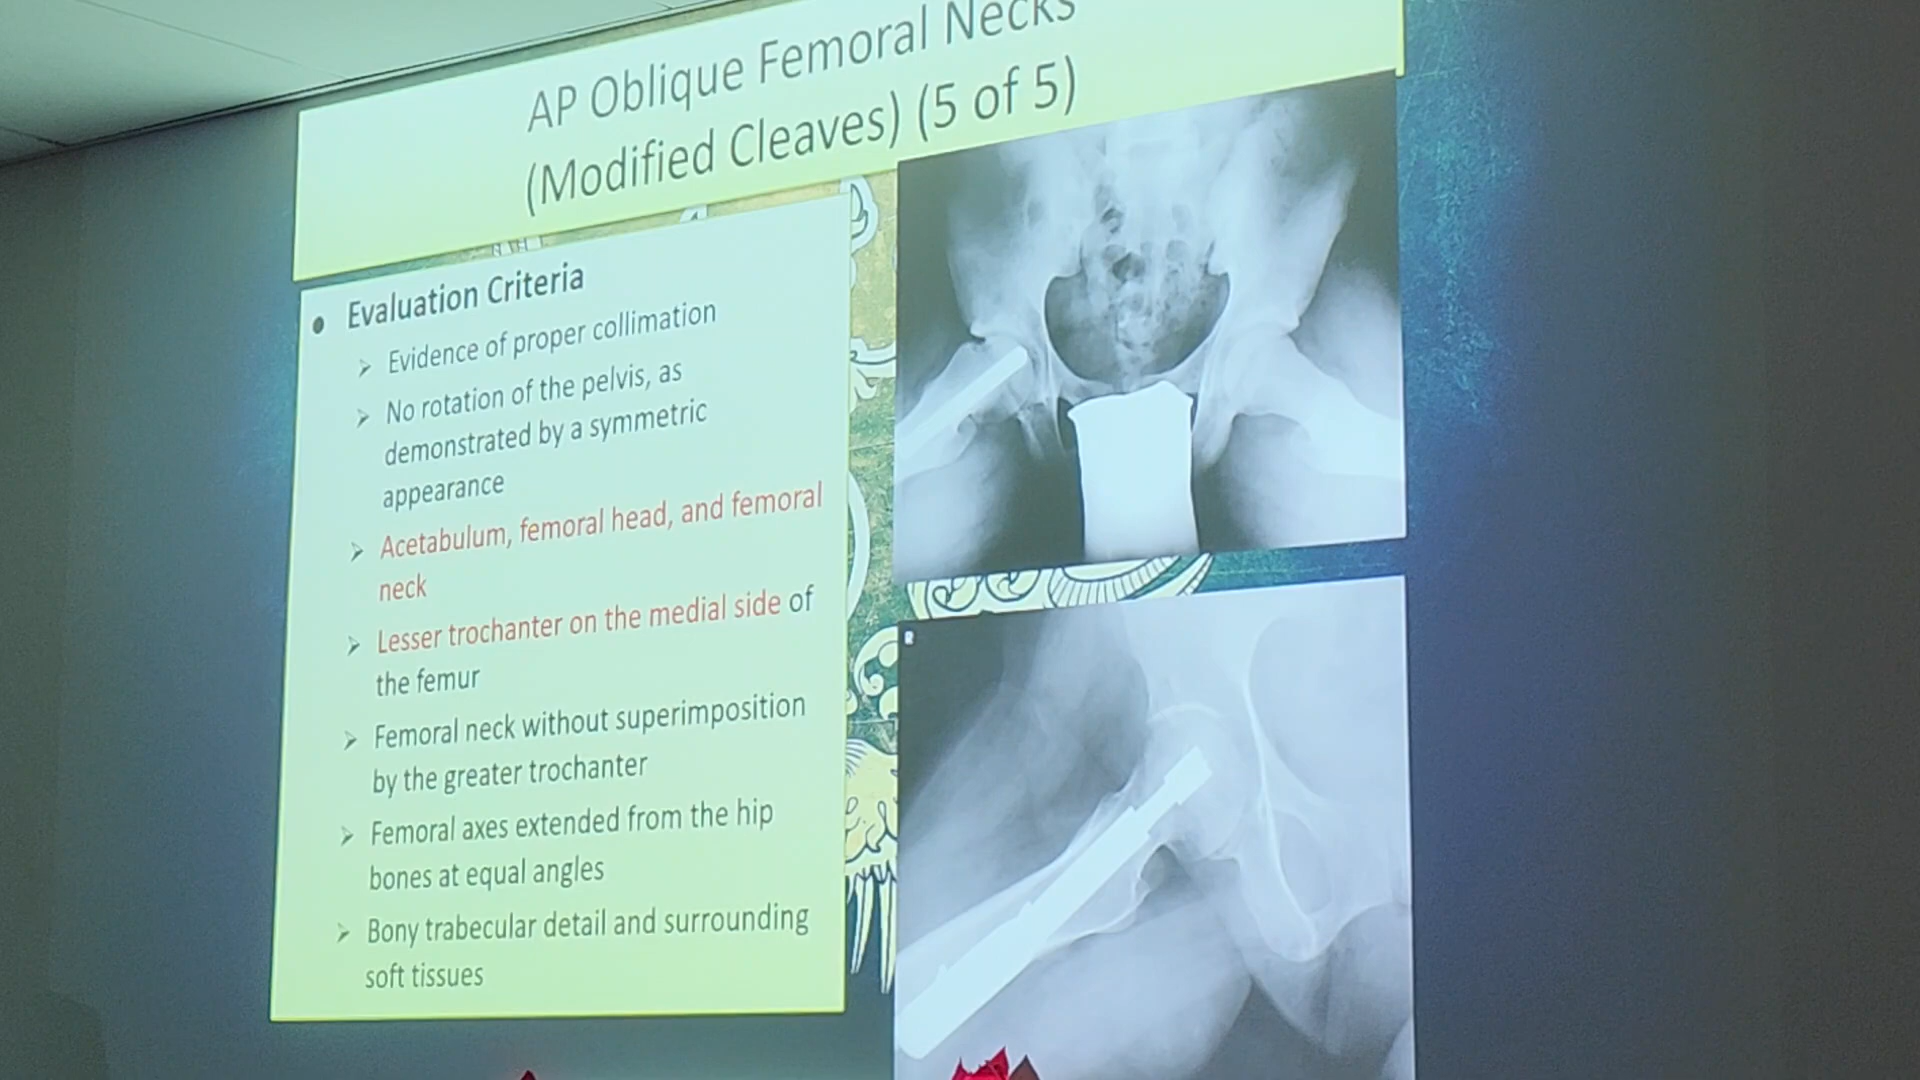 AP Oblique Femoral Necks
(Modified Cleaves) (5 of 5)
Evaluation Criteria
Evidence of proper collimation
No rotation of the pelvis, as
demonstrated by a symmetric
appearance
Acetabulum, femoral head, and femoral
neck
Lesser trochanter on the medial side of
the femur
Femoral neck without superimposition
by the greater trochanter
Femoral axes extended from the hip
bones at equal angles
Bony trabecular detail and surrounding
soft tissues
R